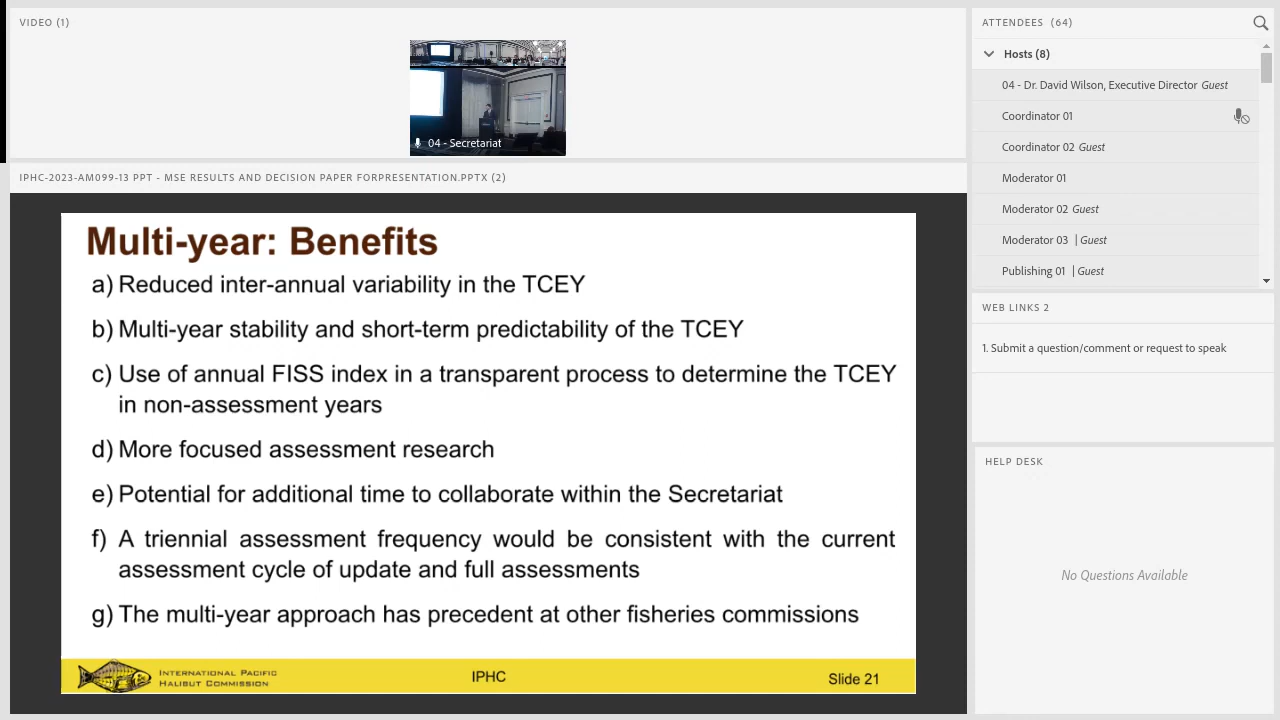 VIDEO (1)
04 - Secretariat
IPHC-2023-AM099-13 PPT - MSE RESULTS AND DECISION PAPER FORPRESENTATION.PPTX (2)
Multi-year: Benefits
a) Reduced inter-annual variability in the TCEY
b) Multi-year stability and short-term predictability of the TCEY
c) Use of annual FISS index in a transparent process to determine the TCEY
in non-assessment years
d) More focused assessment research
e) Potential for additional time to collaborate within the Secretariat
f) A triennial assessment frequency would be consistent with the current
assessment cycle of update and full assessments
g) The multi-year approach has precedent at other fisheries commissions
INTERNATIONAL PACIFIC
HALIBUT COMMISSION
IPHC
Slide 21
ATTENDEES (64)
Hosts (8)
04 - Dr. David Wilson, Executive Director Guest
Coordinator 01
Coordinator 02 Guest
Moderator 01
Moderator 02 Guest
Moderator 03 | Guest
Publishing 01 | Guest
WEB LINKS 2
1. Submit a question/comment or request to speak
HELP DESK
No Questions Available